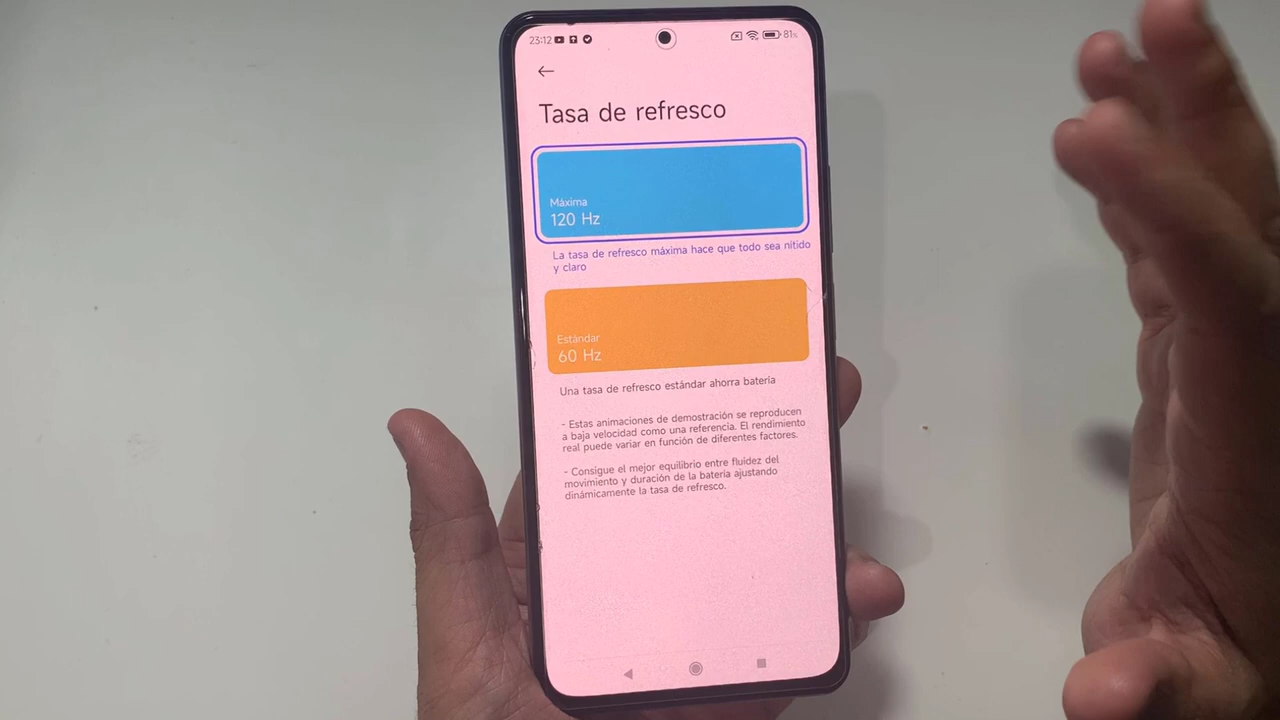 23:12 81%
Tasa de refresco
Máxima
120 Hz
La tasa de refresco máxima hace que todo sea nítido
y claro
Estándar
60 Hz
Una tasa de refresco estándar ahorra batería
- Estas animaciones de demostración se reproducen
a baja velocidad como una referencia. El rendimiento
real puede variar en función de diferentes factores.
- Consigue el mejor equilibrio entre fluidez del
movimiento y duración de la batería ajustando
dinámicamente la tasa de refresco.